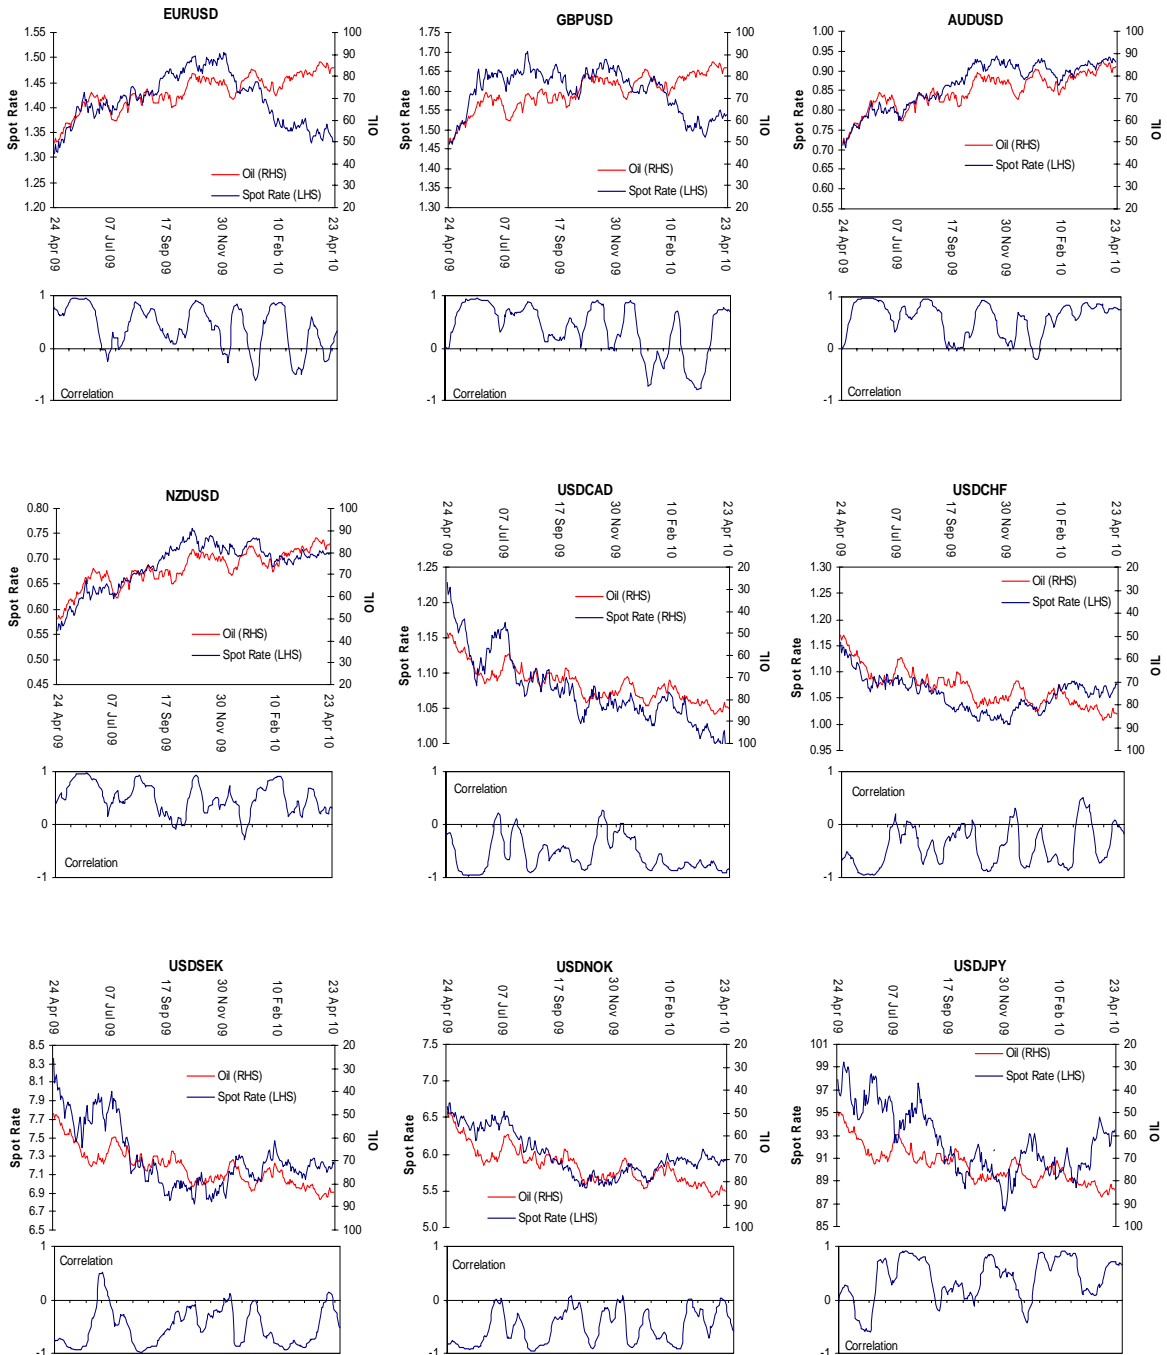 EURUSD
1.55
1.50
1.45
1.40
1.35
1.30
1.25
1.20
Spot Rate
100
90
80
70
60
50
40
30
20
OIL
Oil (RHS)
Spot Rate (LHS)
24 Apr 09
07 Jul 09
17 Sep 09
30 Nov 09
10 Feb 10
23 Apr 10
1
0
-1
Correlation
GBPUSD
1.75
1.70
1.65
1.60
1.55
1.50
1.45
1.40
1.35
1.30
Spot Rate
100
90
80
70
60
50
40
30
20
OIL
Oil (RHS)
Spot Rate (LHS)
24 Apr 09
07 Jul 09
17 Sep 09
30 Nov 09
10 Feb 10
23 Apr 10
1
0
-1
Correlation
AUDUSD
1.00
0.95
0.90
0.85
0.80
0.75
0.70
0.65
0.60
0.55
Spot Rate
100
90
80
70
60
50
40
30
20
OIL
Oil (RHS)
Spot Rate (LHS)
24 Apr 09
07 Jul 09
17 Sep 09
30 Nov 09
10 Feb 10
23 Apr 10
1
0
-1
Correlation
NZDUSD
0.80
0.75
0.70
0.65
0.60
0.55
0.50
0.45
Spot Rate
100
90
80
70
60
50
40
30
20
OIL
Oil (RHS)
Spot Rate (LHS)
24 Apr 09
07 Jul 09
17 Sep 09
30 Nov 09
10 Feb 10
23 Apr 10
1
0
-1
Correlation
USDCAD
24 Apr 09
07 Jul 09
17 Sep 09
30 Nov 09
10 Feb 10
23 Apr 10
1.25
1.20
1.15
1.10
1.05
1.00
Spot Rate
20
30
40
50
60
70
80
90
100
OIL
Oil (RHS)
Spot Rate (RHS)
1
0
-1
Correlation
USDCHF
24 Apr 09
07 Jul 09
17 Sep 09
30 Nov 09
10 Feb 10
23 Apr 10
1.30
1.25
1.20
1.15
1.10
1.05
1.00
0.95
Spot Rate
20
30
40
50
60
70
80
90
100
OIL
Oil (RHS)
Spot Rate (LHS)
1
0
-1
Correlation
USDSEK
24 Apr 09
07 Jul 09
17 Sep 09
30 Nov 09
10 Feb 10
23 Apr 10
8.5
8.3
8.1
7.9
7.7
7.5
7.3
7.1
6.9
6.7
6.5
Spot Rate
20
30
40
50
60
70
80
90
100
OIL
Oil (RHS)
Spot Rate (LHS)
1
0
-1
Correlation
USDNOK
24 Apr 09
07 Jul 09
17 Sep 09
30 Nov 09
10 Feb 10
23 Apr 10
7.5
7.0
6.5
6.0
5.5
5.0
Spot Rate
20
30
40
50
60
70
80
90
100
OIL
Oil (RHS)
Spot Rate (LHS)
1
0
-1
Correlation
USDJPY
24 Apr 09
07 Jul 09
17 Sep 09
30 Nov 09
10 Feb 10
23 Apr 10
101
99
97
95
93
91
89
87
85
Spot Rate
20
30
40
50
60
70
80
90
100
OIL
Oil (RHS)
Spot Rate (LHS)
1
0
-1
Correlation